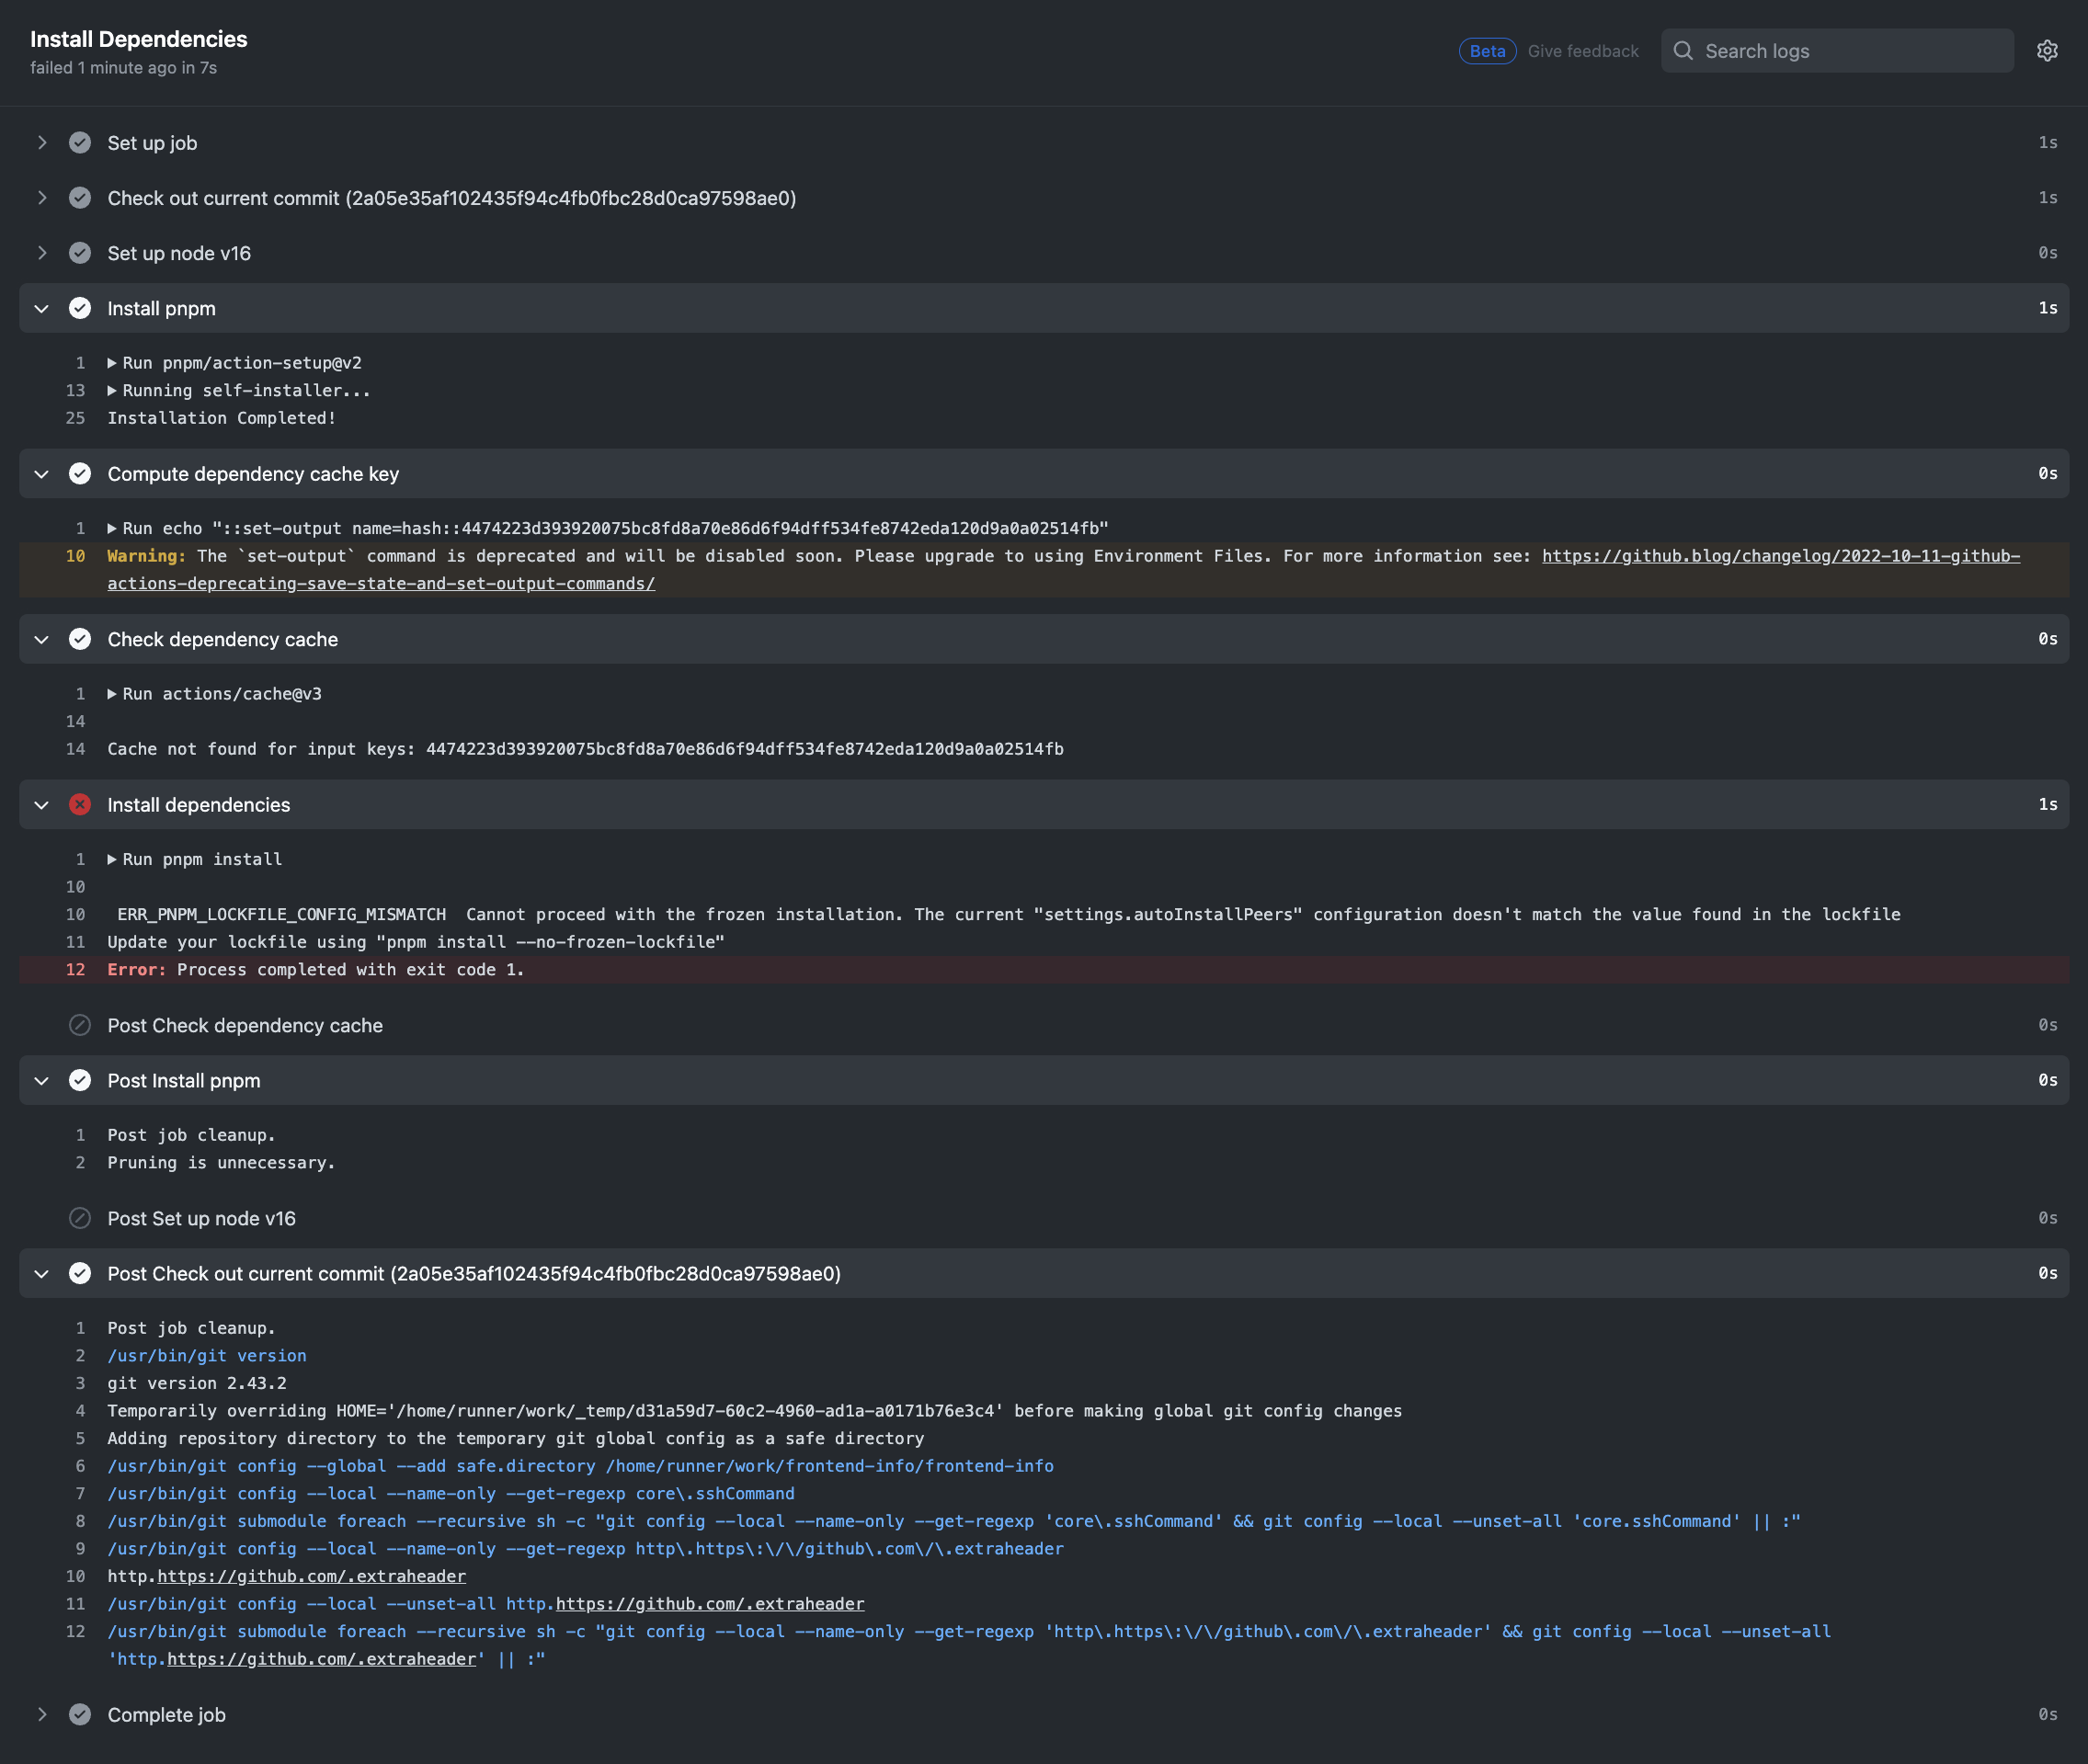 Install Dependencies
failed 1 minute ago in 7s
Beta Give feedback
Search logs
Set up job 1s
Check out current commit (2a05e35af102435f94c4fb0fbc28d0ca97598ae0) 1s
Set up node v16 0s
Install pnpm 1s
1 Run pnpm/action-setup@v2
13 Running self-installer...
25 Installation Completed!
Compute dependency cache key 0s
1 Run echo "::set-output name=hash::4474223d393920075bc8fd8a70e86d6f94dff534fe8742eda120d9a0a02514fb"
10 Warning: The `set-output` command is deprecated and will be disabled soon. Please upgrade to using Environment Files. For more information see: https://github.blog/changelog/2022-10-11-github-
actions-deprecating-save-state-and-set-output-commands/
Check dependency cache 0s
1 Run actions/cache@v3
14
14 Cache not found for input keys: 4474223d393920075bc8fd8a70e86d6f94dff534fe8742eda120d9a0a02514fb
Install dependencies 1s
1 Run pnpm install
10
10 ERR_PNPM_LOCKFILE_CONFIG_MISMATCH Cannot proceed with the frozen installation. The current "settings.autoInstallPeers" configuration doesn't match the value found in the lockfile
11 Update your lockfile using "pnpm install --no-frozen-lockfile"
12 Error: Process completed with exit code 1.
Post Check dependency cache 0s
Post Install pnpm 0s
1 Post job cleanup.
2 Pruning is unnecessary.
Post Set up node v16 0s
Post Check out current commit (2a05e35af102435f94c4fb0fbc28d0ca97598ae0) 0s
1 Post job cleanup.
2 /usr/bin/git version
3 git version 2.43.2
4 Temporarily overriding HOME='/home/runner/work/_temp/d31a59d7-60c2-4960-ad1a-a0171b76e3c4' before making global git config changes
5 Adding repository directory to the temporary git global config as a safe directory
6 /usr/bin/git config --global --add safe.directory /home/runner/work/frontend-info/frontend-info
7 /usr/bin/git config --local --name-only --get-regexp core\.sshCommand
8 /usr/bin/git submodule foreach --recursive sh -c "git config --local --name-only --get-regexp 'core\.sshCommand' && git config --local --unset-all 'core.sshCommand' || :"
9 /usr/bin/git config --local --name-only --get-regexp http\.https\:\/\/github\.com\/\.extraheader
10 http.https://github.com/.extraheader
11 /usr/bin/git config --local --unset-all http.https://github.com/.extraheader
12 /usr/bin/git submodule foreach --recursive sh -c "git config --local --name-only --get-regexp 'http\.https\:\/\/github\.com\/\.extraheader' && git config --local --unset-all
'http.https://github.com/.extraheader' || :"
Complete job 0s